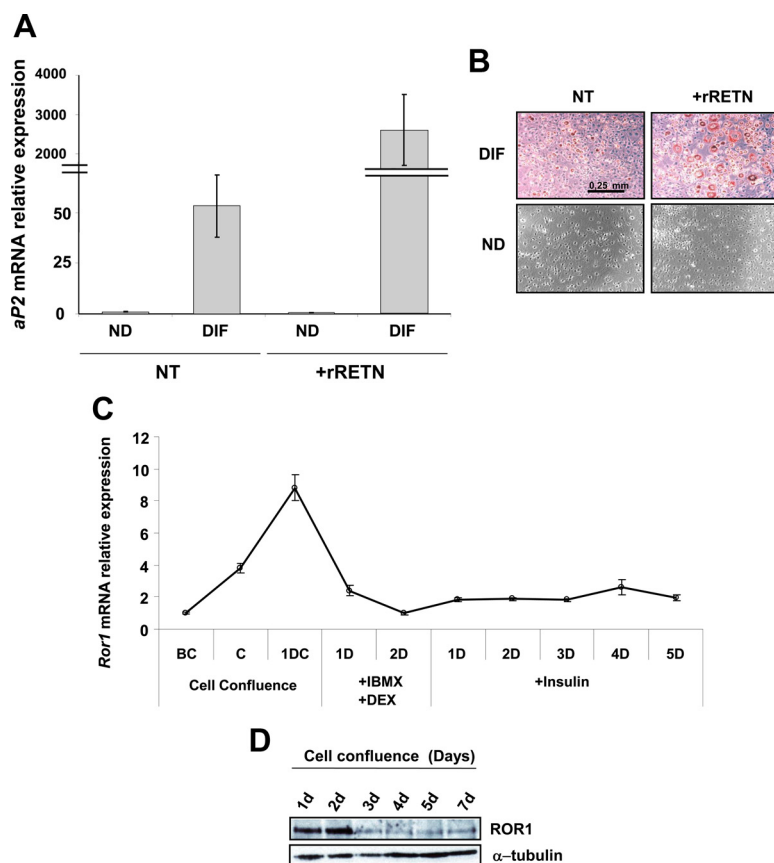 A
aP2 mRNA relative expression
4000
3000
2000
50
25
0
ND DIF ND DIF
NT +rRETN
B
NT +rRETN
DIF
0,25 mm
ND
C
Ror1 mRNA relative expression
12
10
8
6
4
2
0
BC C 1DC 1D 2D 1D 2D 3D 4D 5D
Cell Confluence +IBMX +Insulin
+DEX
D
Cell confluence (Days)
1d 2d 3d 4d 5d 7d
ROR1
α-tubulin